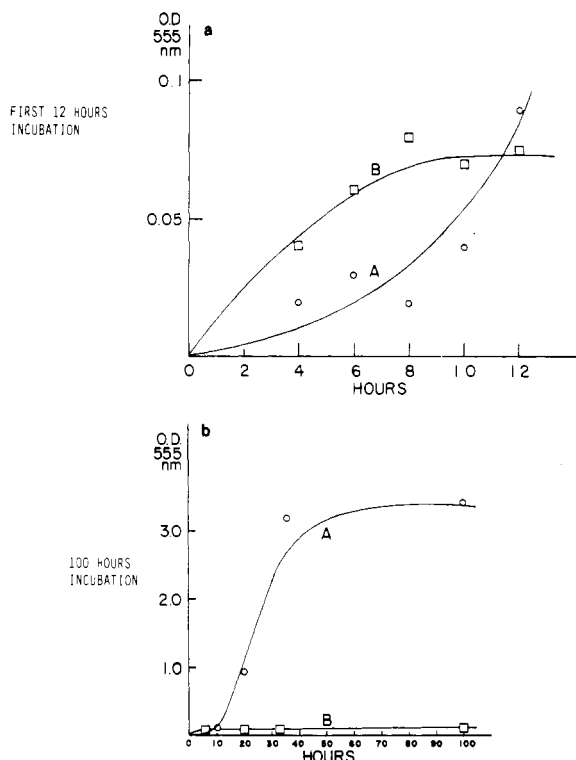 O.D
555
nm
a
FIRST 12 HOURS
INCUBATION
0.1
0.05
B
A
0 2 4 6 8 10 12
HOURS
O.D.
555
nm
b
100 HOURS
INCUBATION
3.0
2.0
1.0
A
B
0 10 20 30 40 50 60 70 80 90 100
HOURS